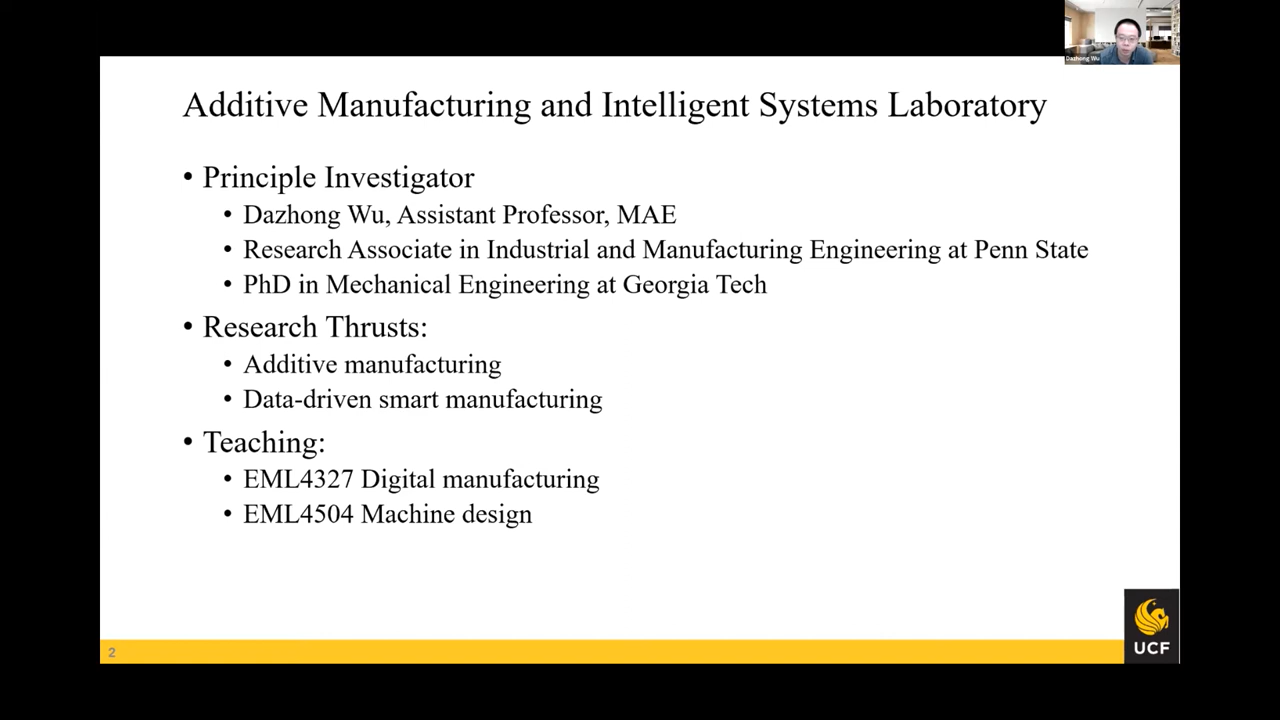 Dazhong Wu
Additive Manufacturing and Intelligent Systems Laboratory
• Principle Investigator
• Dazhong Wu, Assistant Professor, MAE
• Research Associate in Industrial and Manufacturing Engineering at Penn State
• PhD in Mechanical Engineering at Georgia Tech
• Research Thrusts:
• Additive manufacturing
• Data-driven smart manufacturing
• Teaching:
• EML4327 Digital manufacturing
• EML4504 Machine design
2
UCF